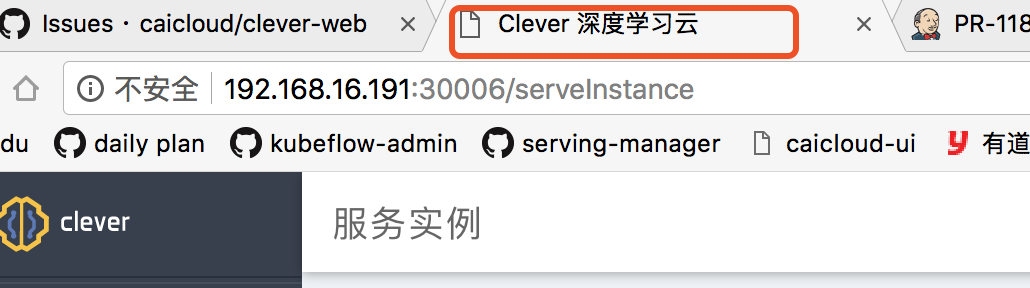 Issues · caicloud/clever-web
Clever 深度学习云
PR-118
不安全
192.168.16.191:30006/serveInstance
du
daily plan
kubeflow-admin
serving-manager
caicloud-ui
有道
clever
服务实例